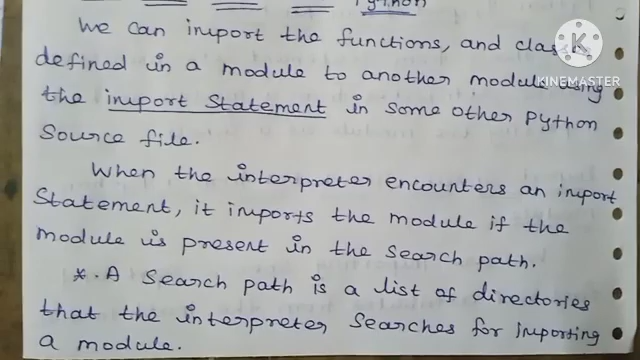 Python
We can import the functions, and classes
defined in a module to another module using
the import Statement in some other Python
Source file.
When the interpreter encounters an import
Statement, it imports the module if the
module is present in the search path.
*. A Search path is a list of directories
that the interpreter Searches for importing
a module.
KINEMASTER